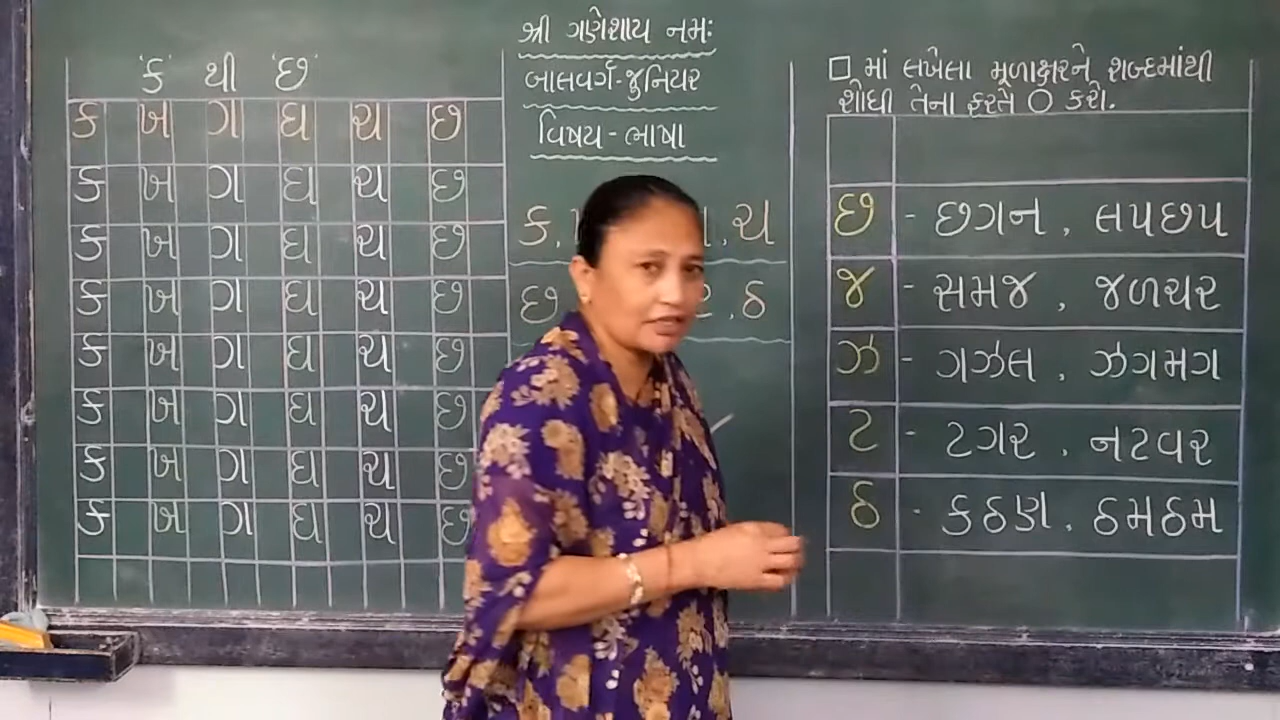 'ક' થી 'છ'
ક ખ ગ ઘ ચ છ
ક ખ ગ ઘ ચ છ
ક ખ ગ ઘ ચ છ
ક ખ ગ ઘ ચ છ
ક ખ ગ ઘ ચ છ
ક ખ ગ ઘ ચ છ
ક ખ ગ ઘ ચ છ
ક ખ ગ ઘ ચ છ
શ્રી ગણેશાય નમઃ
બાલવર્ગ-જુનિયર
વિષય - ભાષા
ક, , ચ
છ , ઠ
□ માં લખેલા મૂળાક્ષરને શબ્દમાંથી
શોધી તેના ફરતે O કરો.
છ - છગન , લપછપ
જ - સમજ , જળચર
ઝ - ગઝલ , ઝગમગ
ટ - ટગર , નટવર
ઠ - કઠણ , ઠમઠમ